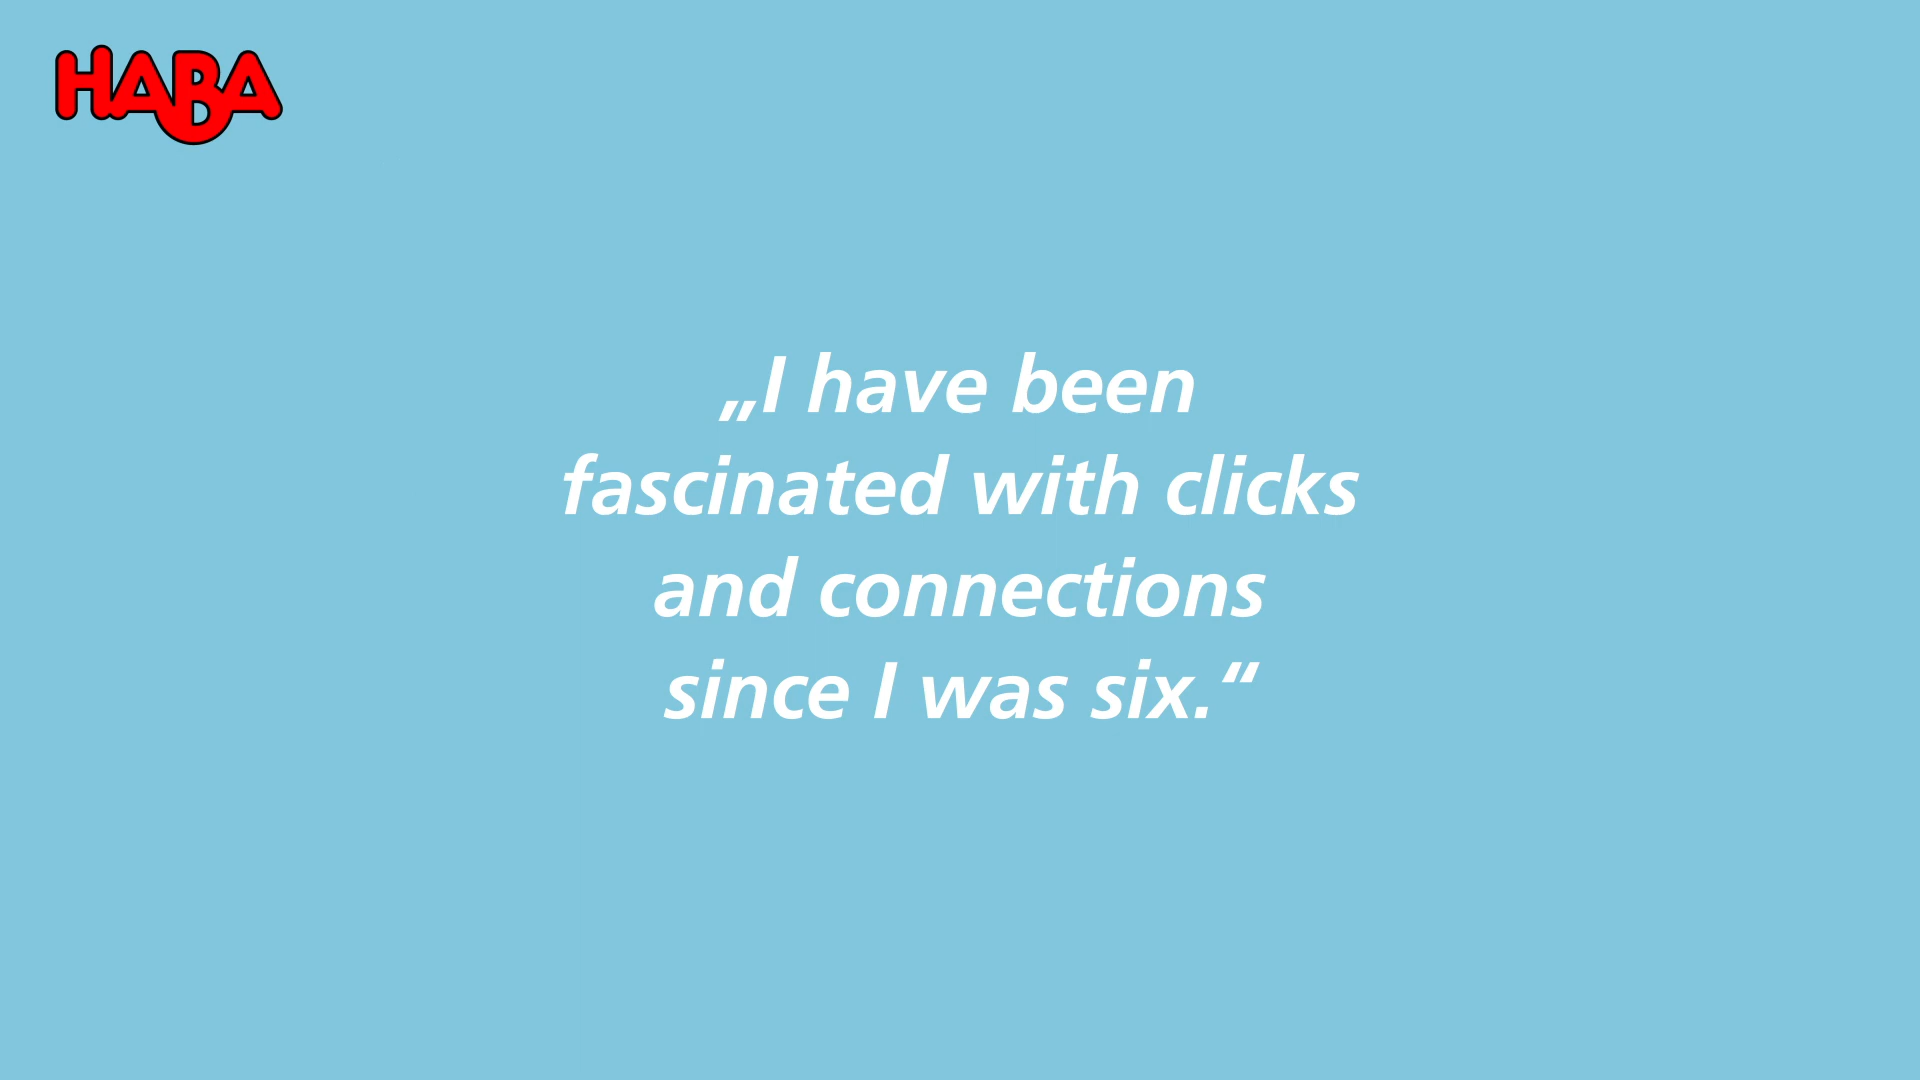 HABA
„I have been
fascinated with clicks
and connections
since I was six.“